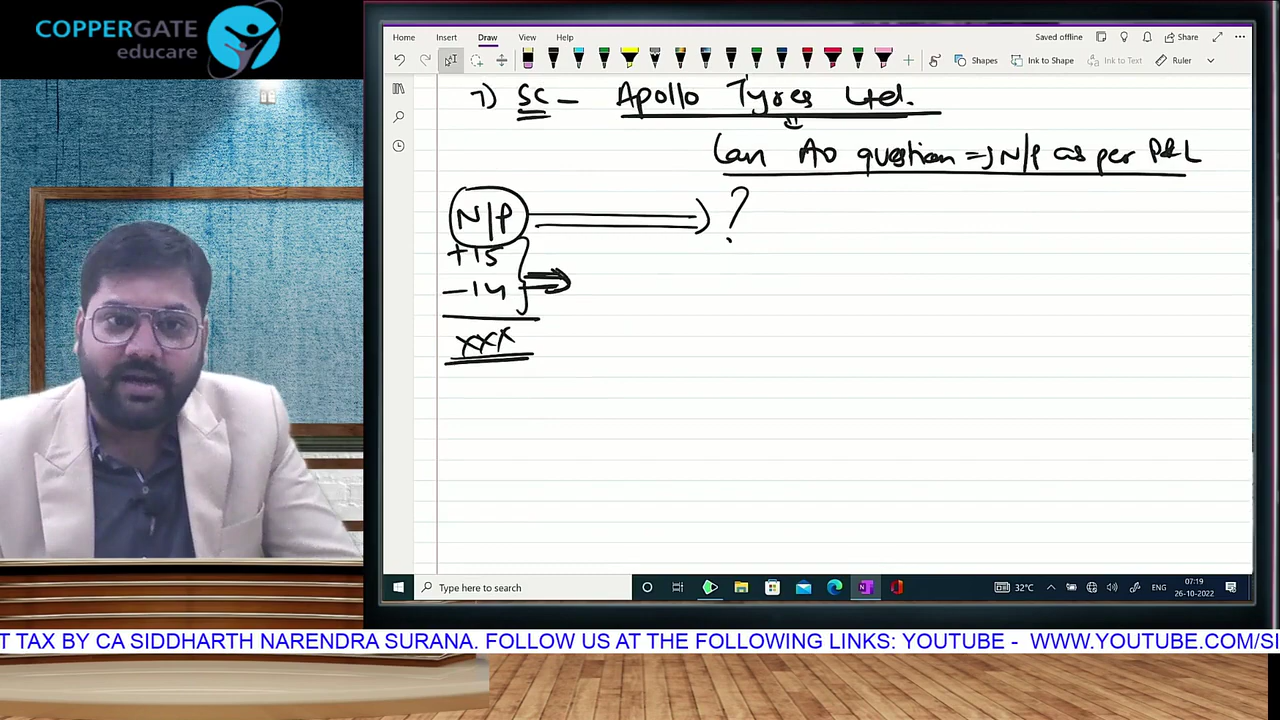 COPPERGATE
educare
Home Insert Draw View Help
Saved offline
Share
Shapes
Ink to Shape
Ink to Text
Ruler
7) SC - Apollo Tyres Ltd.
Can AO question => N/P as per P&L
N/P ?
+15
-14
xxx
Type here to search
32°C
ENG
07:19
26-10-2022
T TAX BY CA SIDDHARTH NARENDRA SURANA. FOLLOW US AT THE FOLLOWING LINKS: YOUTUBE - WWW.YOUTUBE.COM/SI